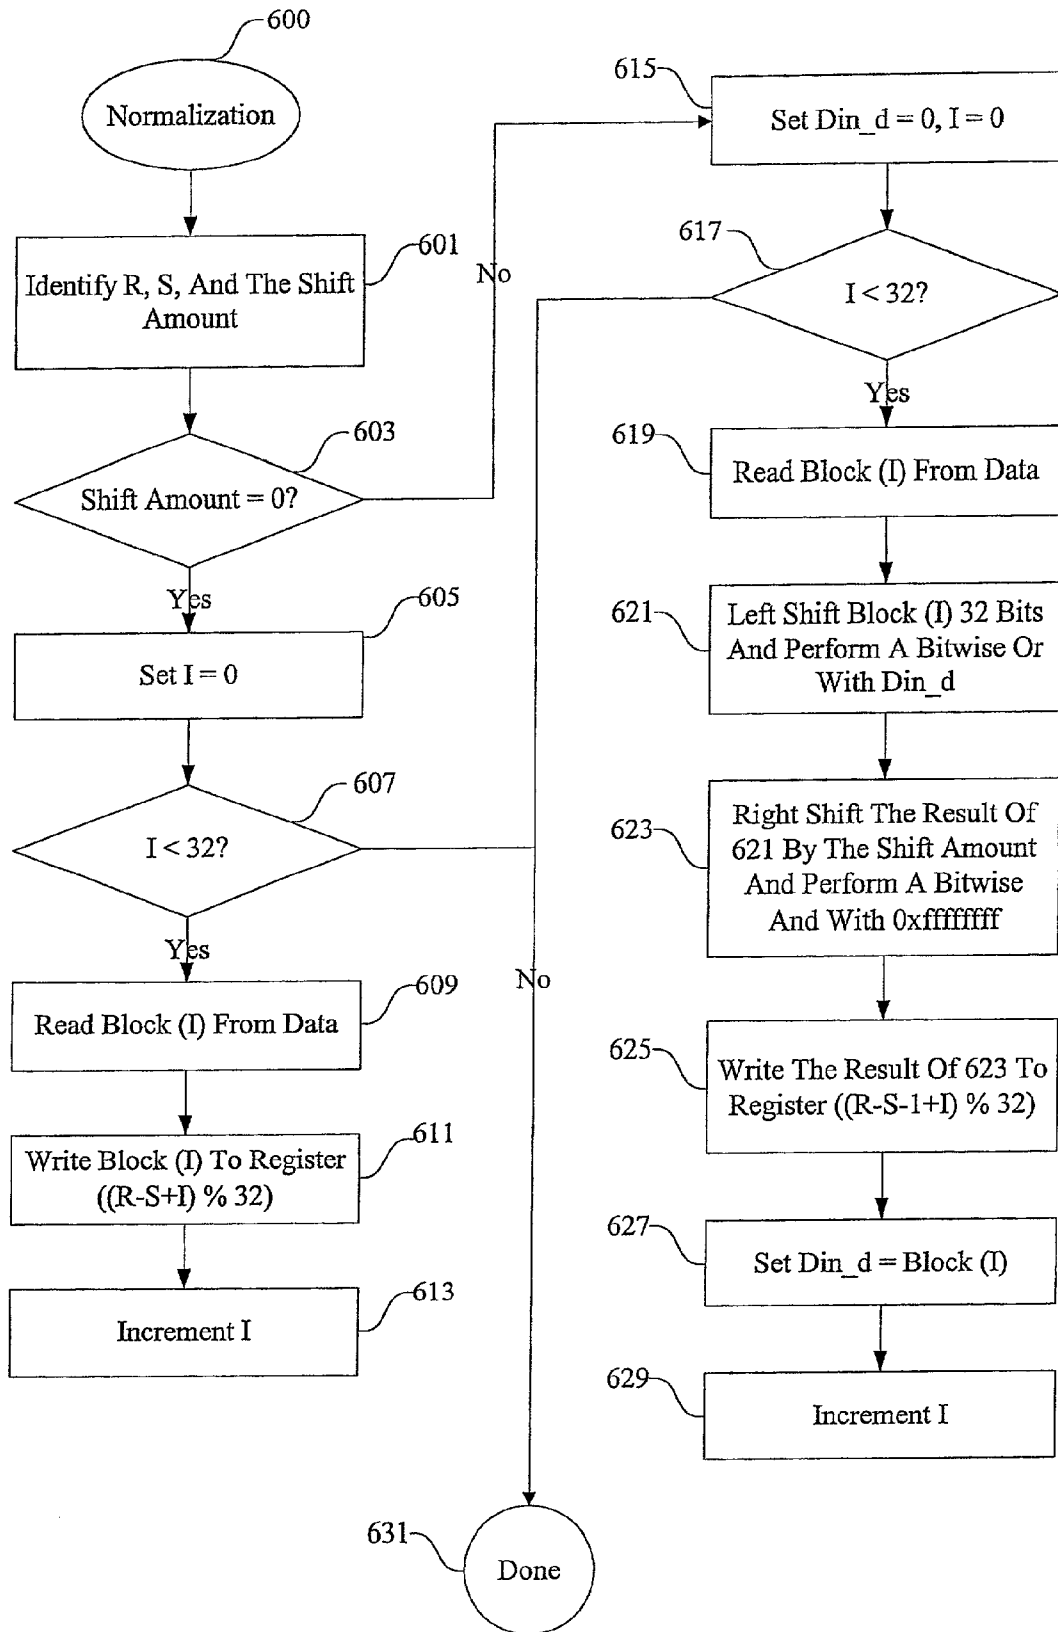 600
Normalization
601
Identify R, S, And The Shift
Amount
603
Shift Amount = 0?
No
Yes
605
Set I = 0
607
I < 32?
Yes
No
609
Read Block (I) From Data
611
Write Block (I) To Register
((R-S+I) % 32)
613
Increment I
615
Set Din_d = 0, I = 0
617
I < 32?
Yes
619
Read Block (I) From Data
621
Left Shift Block (I) 32 Bits
And Perform A Bitwise Or
With Din_d
623
Right Shift The Result Of
621 By The Shift Amount
And Perform A Bitwise
And With 0xffffffff
625
Write The Result Of 623 To
Register ((R-S-1+I) % 32)
627
Set Din_d = Block (I)
629
Increment I
631
Done